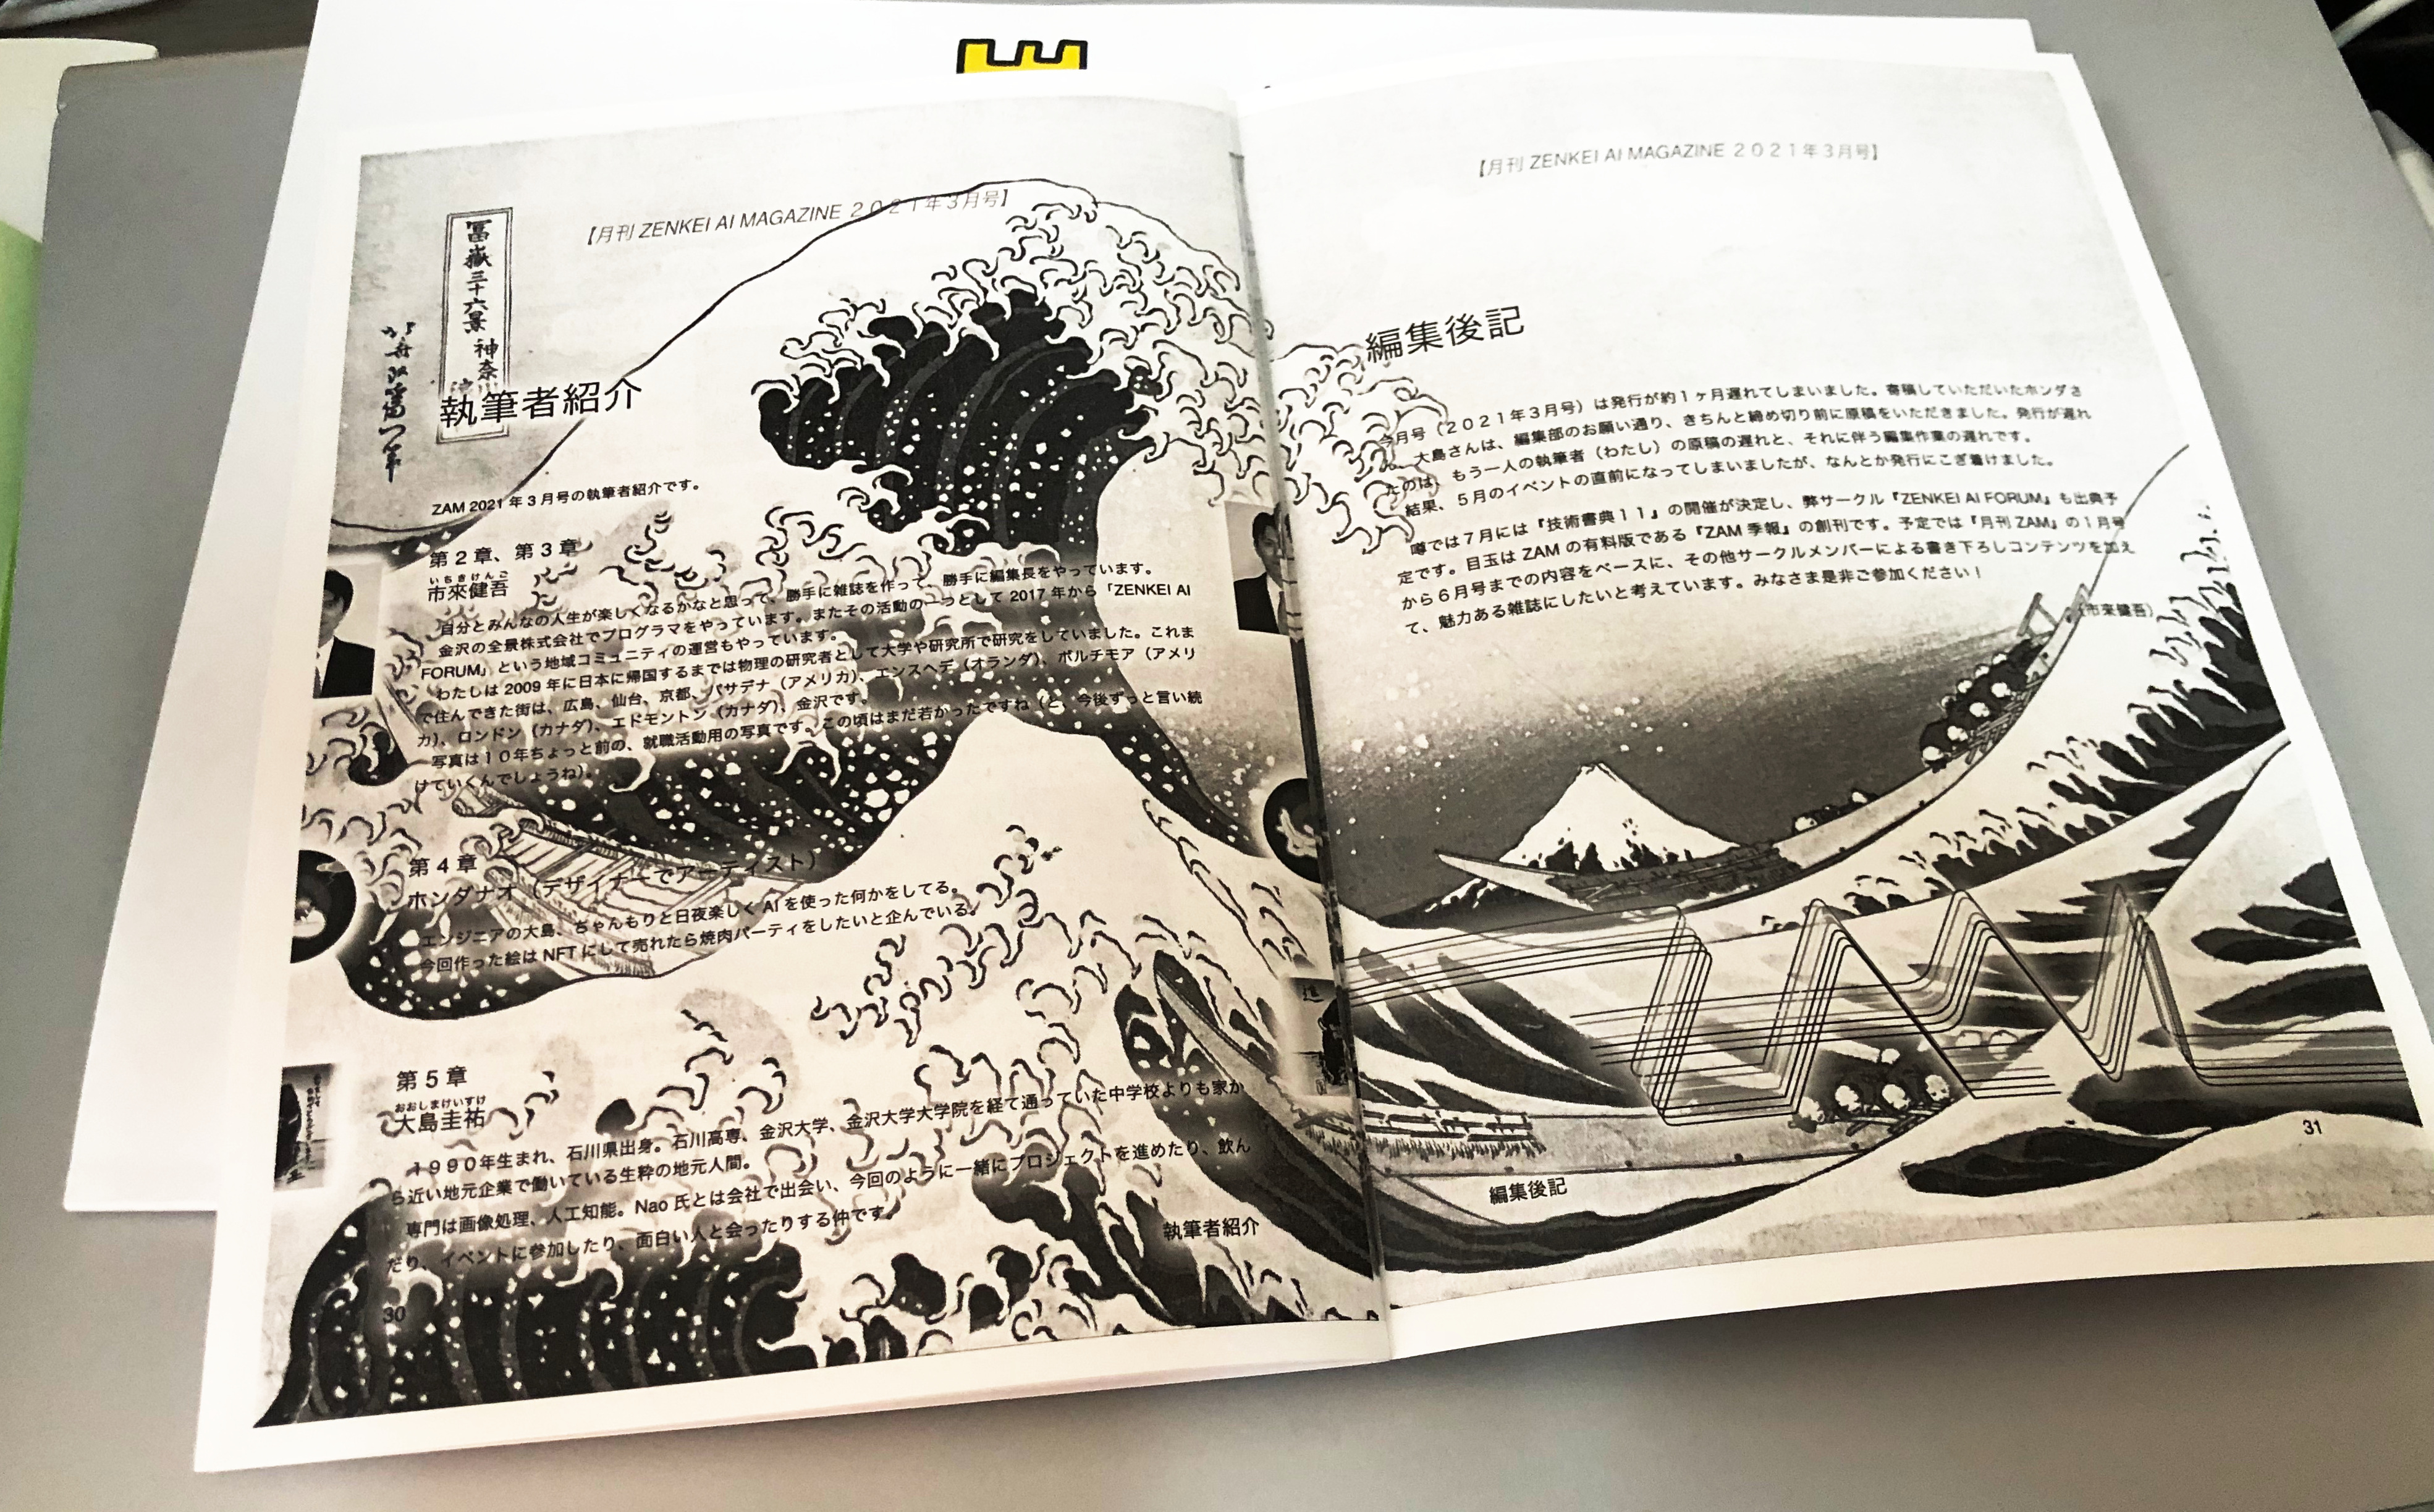 【月刊 ZENKEI AI MAGAZINE ２０２１年３月号】
冨嶽三十六景
神奈川
執筆者紹介
ZAM 2021 年 3 月号の執筆者紹介です。
第 2 章、第 3 章
いちきけんご
市來健吾
自分とみんなの人生が楽しくなるかなと思って、勝手に雑誌を作って、勝手に編集長をやっています。
金沢の全景株式会社でプログラマをやっています。またその活動の一つとして 2017 年から「ZENKEI AI
FORUM」という地域コミュニティの運営もやっています。
わたしは 2009 年に日本に帰国するまでは物理の研究者として大学や研究所で研究をしていました。これま
で住んできた街は、広島、仙台、京都、パサデナ（アメリカ）、エンスヘデ（オランダ）、ボルチモア（アメリ
カ）、ロンドン（カナダ）、エドモントン（カナダ）、金沢です。
写真は１０年ちょっと前の、就職活動用の写真です。この頃はまだ若かったですね（と、今後ずっと言い続
けていくんでしょうね）。
第 4 章
ホンダナオ（デザイナーでアーティスト）
エンジニアの大島、ちゃんもりと日夜楽しく AI を使った何かをしてる。
今回作った絵は NFT にして売れたら焼肉パーティをしたいと企んでいる。
第 5 章
おおしまけいすけ
大島圭祐
１９９０年生まれ、石川県出身。石川高専、金沢大学、金沢大学大学院を経て通っていた中学校よりも家か
ら近い地元企業で働いている生粋の地元人間。
専門は画像処理、人工知能。Nao 氏とは会社で出会い、今回のように一緒にプロジェクトを進めたり、飲ん
だり、イベントに参加したり、面白い人と会ったりする仲です。
執筆者紹介
30
【月刊 ZENKEI AI MAGAZINE ２０２１年３月号】
編集後記
今月号（２０２１年３月号）は発行が約１ヶ月遅れてしまいました。寄稿していただいたホンダさ
大島さんは、編集部のお願い通り、きちんと締め切り前に原稿をいただきました。発行が遅れ
たのは、もう一人の執筆者（わたし）の原稿の遅れと、それに伴う編集作業の遅れです。
結果、５月のイベントの直前になってしまいましたが、なんとか発行にこぎ着けました。
噂では７月には『技術書典１１』の開催が決定し、弊サークル『ZENKEI AI FORUM』も出典予
定です。目玉は ZAM の有料版である『ZAM 季報』の創刊です。予定では『月刊 ZAM』の１月号
から６月号までの内容をベースに、その他サークルメンバーによる書き下ろしコンテンツを加え
て、魅力ある雑誌にしたいと考えています。みなさま是非ご参加ください！
（市來健吾）
編集後記
31